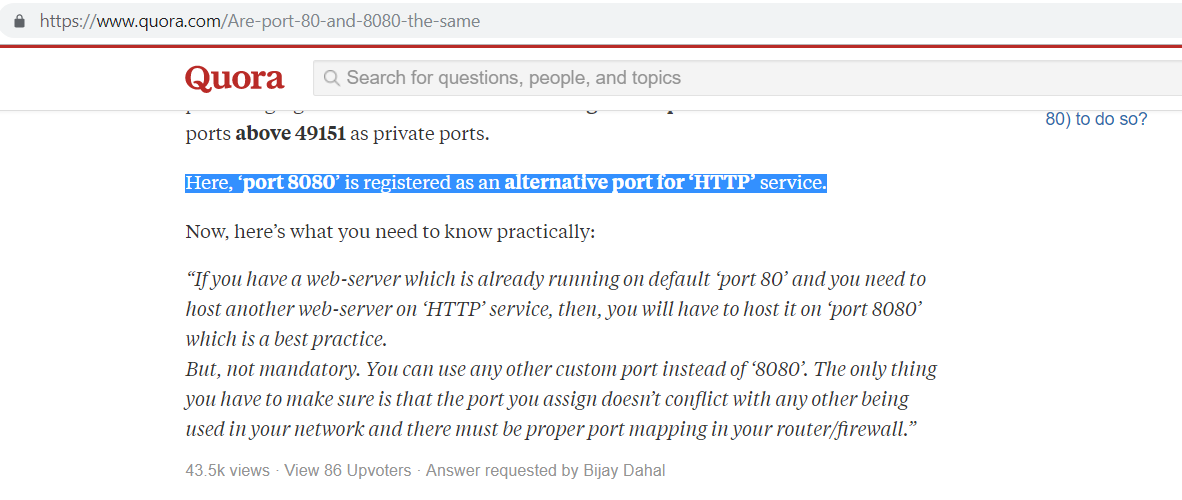 https://www.quora.com/Are-port-80-and-8080-the-same
Quora
Search for questions, people, and topics
80) to do so?
ports above 49151 as private ports.
Here, ‘port 8080’ is registered as an alternative port for ‘HTTP’ service.
Now, here’s what you need to know practically:
“If you have a web-server which is already running on default ‘port 80’ and you need to
host another web-server on ‘HTTP’ service, then, you will have to host it on ‘port 8080’
which is a best practice.
But, not mandatory. You can use any other custom port instead of ‘8080’. The only thing
you have to make sure is that the port you assign doesn’t conflict with any other being
used in your network and there must be proper port mapping in your router/firewall.”
43.5k views · View 86 Upvoters · Answer requested by Bijay Dahal